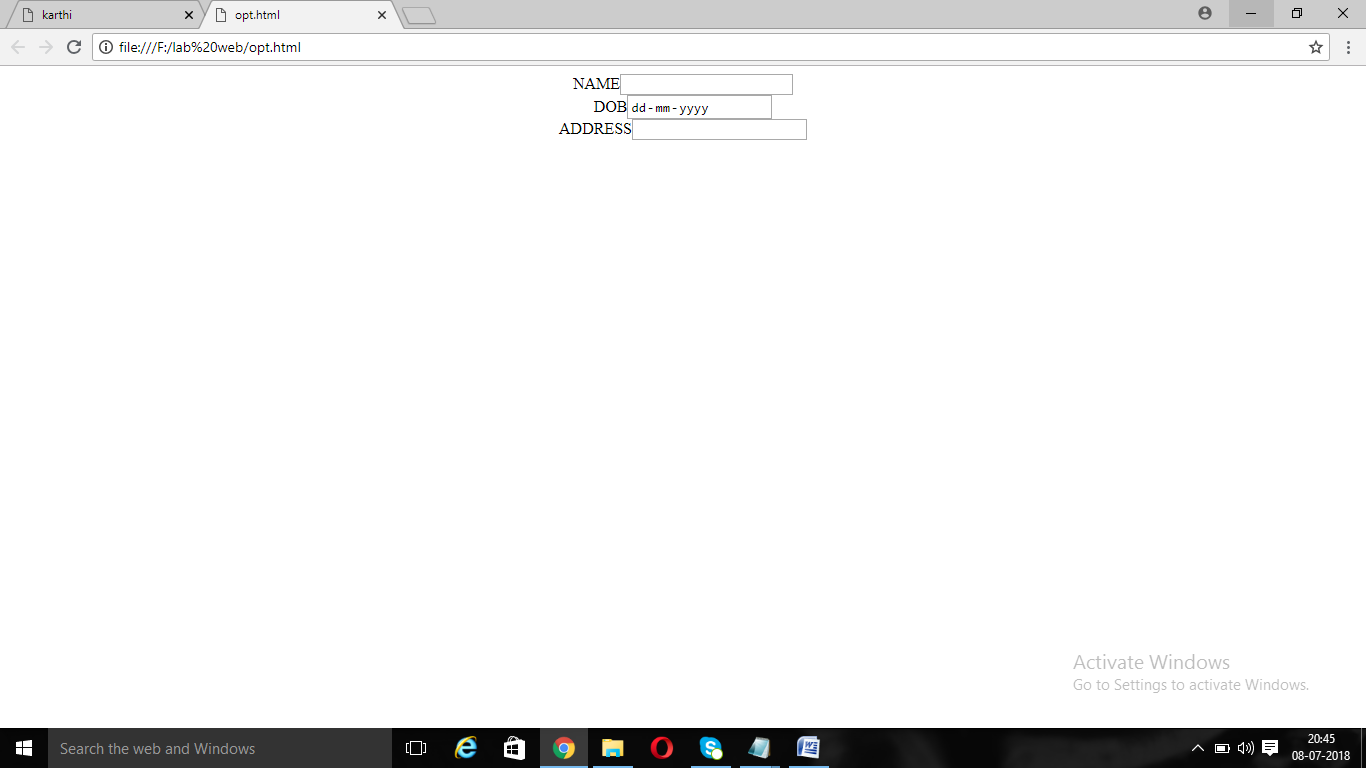 karthi
opt.html
file:///F:/lab%20web/opt.html
NAME
DOB dd-mm-yyyy
ADDRESS
Activate Windows
Go to Settings to activate Windows.
Search the web and Windows
20:45
08-07-2018